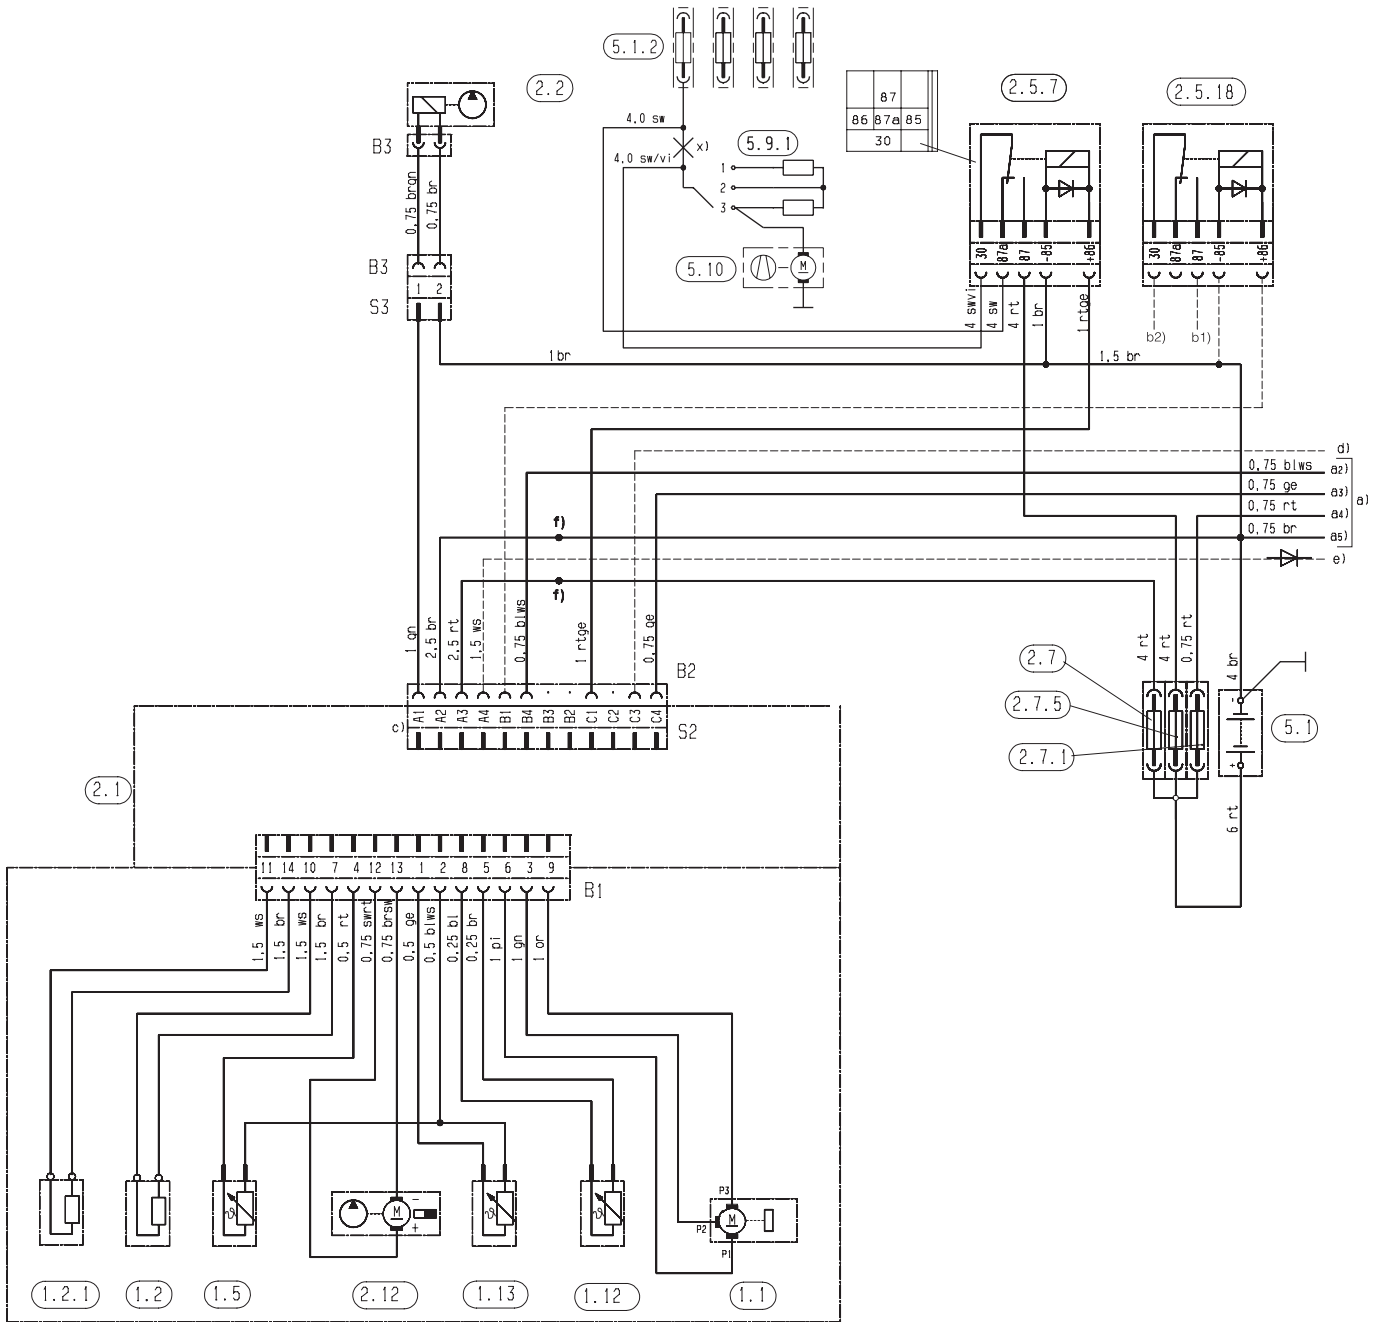 5.1.2
2.2
87
86 87a 85
30
2.5.7
2.5.18
4,0 sw
x)
5.9.1
4,0 sw/vi
1
2
3
B3
0,75 brgn
0,75 br
5.10
M
B3
1 2
S3
30 87a 87 -85 +86
30 87a 87 -85 +86
4 swvi
4 sw
4 rt
1 br
1 rtge
b2)
b1)
1br
1,5 br
d)
0,75 blws
a2)
0,75 ge
a3)
a)
0,75 rt
a4)
0,75 br
a5)
f)
e)
f)
1 gn
2,5 br
2,5 rt
1,5 ws
0,75 blws
1 rtge
0,75 ge
4 rt
4 rt
0,75 rt
4 br
B2
c)
A1 A2 A3 A4 B1 B4 B3 B2 C1 C2 C3 C4
S2
2.7
2.7.5
2.7.1
-
+
5.1
6 rt
2.1
11 14 10 7 4 12 13 1 2 8 5 6 3 9
B1
1,5 ws
1,5 br
1,5 ws
1,5 br
0,5 rt
0,75 swrt
0,75 brsw
0,5 ge
0,5 blws
0,25 bl
0,25 br
1 pi
1 gn
1 or
ϑ
M
-
+
ϑ
ϑ
P3
P2
M
P1
1.2.1
1.2
1.5
2.12
1.13
1.12
1.1